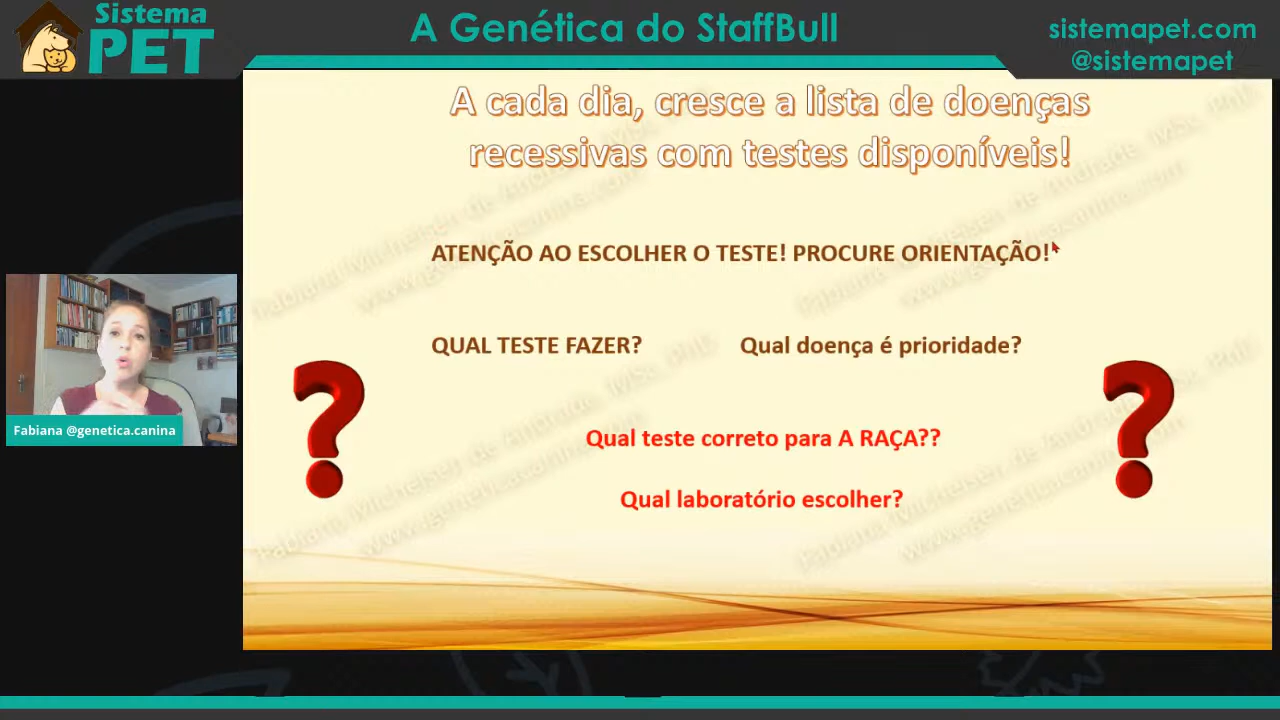 Sistema
PET
A Genética do StaffBull
sistemapet.com
@sistemapet
A cada dia, cresce a lista de doenças
recessivas com testes disponíveis!
ATENÇÃO AO ESCOLHER O TESTE! PROCURE ORIENTAÇÃO!
QUAL TESTE FAZER?
Qual doença é prioridade?
? ?
Qual teste correto para A RAÇA??
Qual laboratório escolher?
Fabiana @genetica.canina